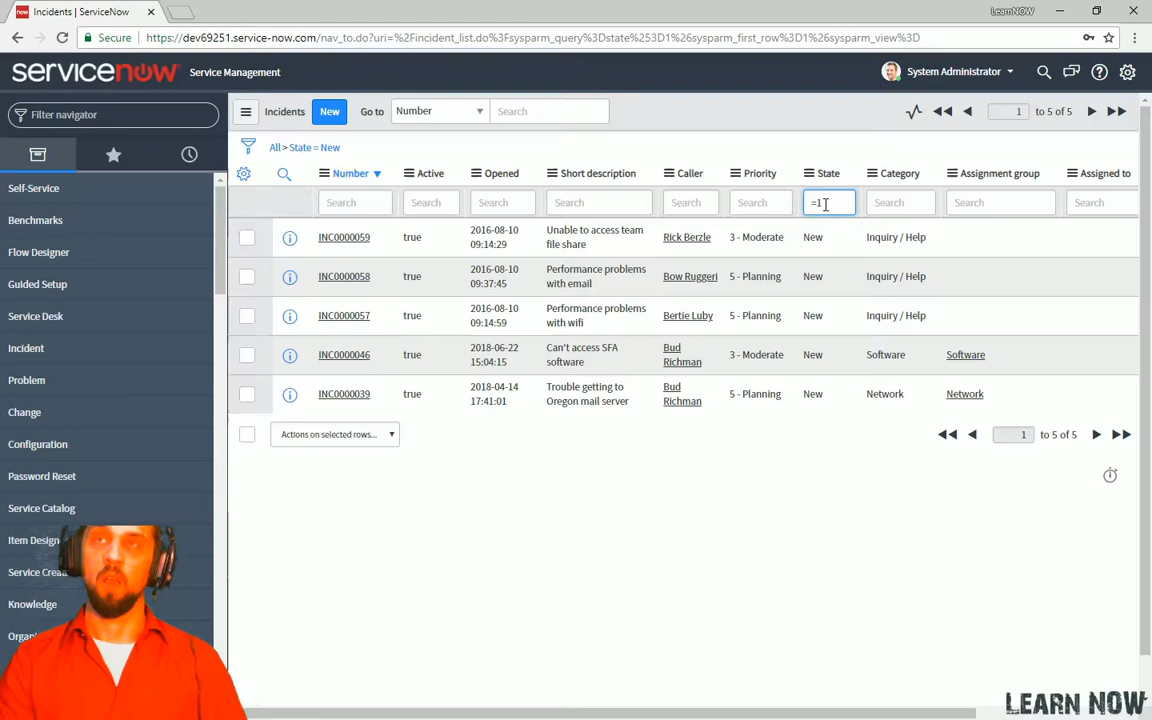 now Incidents | ServiceNow
LearnNOW
Secure https://dev69251.service-now.com/nav_to.do?uri=%2Fincident_list.do%3Fsysparm_query%3Dstate%253D1%26sysparm_first_row%3D1%26sysparm_view%3D
servicenow Service Management System Administrator
Filter navigator
Incidents New Go to Number Search 1 to 5 of 5
All > State = New
Number Active Opened Short description Caller Priority State Category Assignment group Assigned to
Search Search Search Search Search Search =1 Search Search Search
INC0000059 true 2016-08-10 09:14:29 Unable to access team file share Rick Berzle 3 - Moderate New Inquiry / Help
INC0000058 true 2016-08-10 09:37:45 Performance problems with email Bow Ruggeri 5 - Planning New Inquiry / Help
INC0000057 true 2016-08-10 09:14:59 Performance problems with wifi Bertie Luby 5 - Planning New Inquiry / Help
INC0000046 true 2018-06-22 15:04:15 Can't access SFA software Bud Richman 3 - Moderate New Software Software
INC0000039 true 2018-04-14 17:41:01 Trouble getting to Oregon mail server Bud Richman 5 - Planning New Network Network
Actions on selected rows... 1 to 5 of 5
Self-Service
Benchmarks
Flow Designer
Guided Setup
Service Desk
Incident
Problem
Change
Configuration
Password Reset
Service Catalog
Item Design
Service Crea
Knowledge
Organ
LEARN NOW